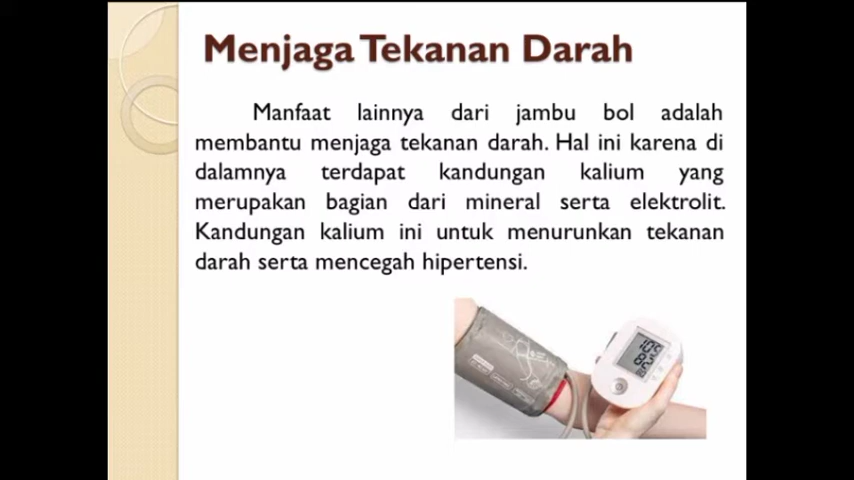 Menjaga Tekanan Darah
Manfaat lainnya dari jambu bol adalah
membantu menjaga tekanan darah. Hal ini karena di
dalamnya terdapat kandungan kalium yang
merupakan bagian dari mineral serta elektrolit.
Kandungan kalium ini untuk menurunkan tekanan
darah serta mencegah hipertensi.